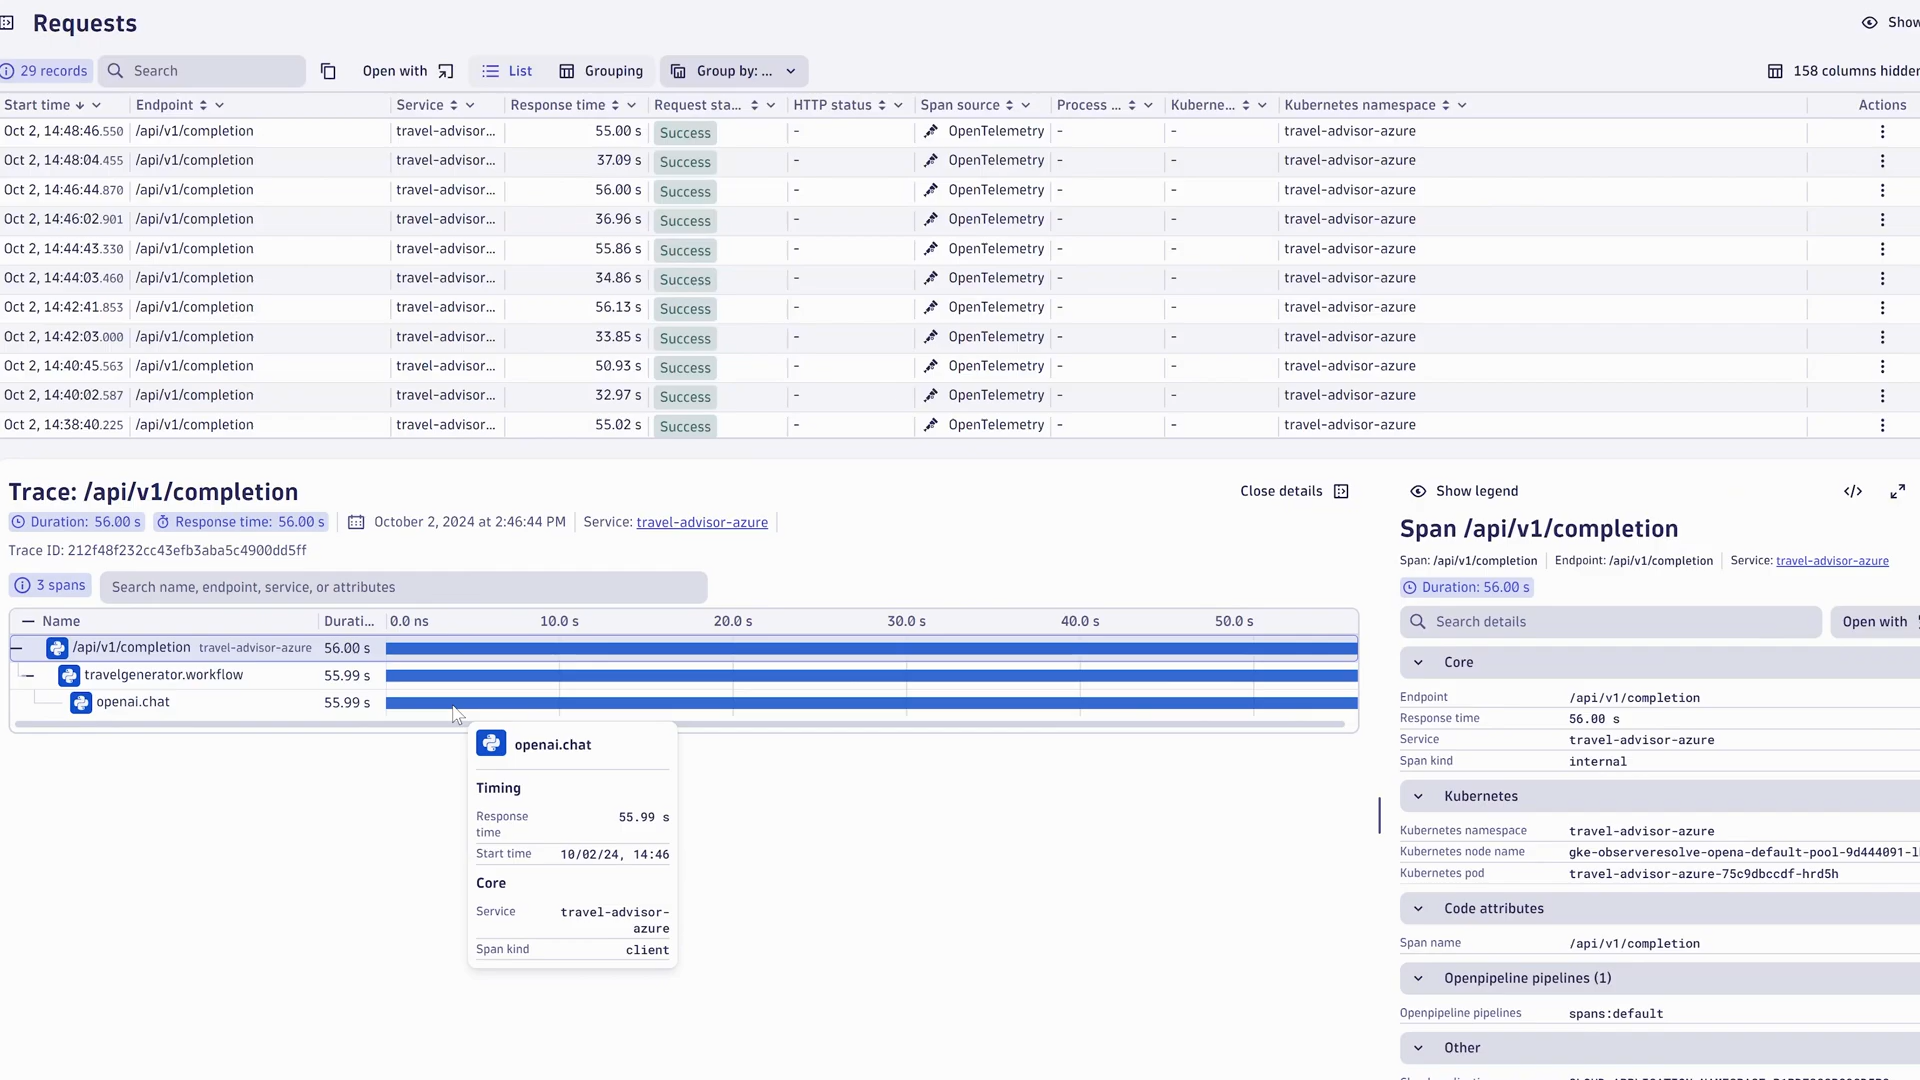 Requests
Show
29 records Search Open with List Grouping Group by: ... 158 columns hidden
Start time Endpoint Service Response time Request sta... HTTP status Span source Process ... Kuberne... Kubernetes namespace Actions
Oct 2, 14:48:46.550 /api/v1/completion travel-advisor... 55.00 s Success - OpenTelemetry - - travel-advisor-azure
Oct 2, 14:48:04.455 /api/v1/completion travel-advisor... 37.09 s Success - OpenTelemetry - - travel-advisor-azure
Oct 2, 14:46:44.870 /api/v1/completion travel-advisor... 56.00 s Success - OpenTelemetry - - travel-advisor-azure
Oct 2, 14:46:02.901 /api/v1/completion travel-advisor... 36.96 s Success - OpenTelemetry - - travel-advisor-azure
Oct 2, 14:44:43.330 /api/v1/completion travel-advisor... 55.86 s Success - OpenTelemetry - - travel-advisor-azure
Oct 2, 14:44:03.460 /api/v1/completion travel-advisor... 34.86 s Success - OpenTelemetry - - travel-advisor-azure
Oct 2, 14:42:41.853 /api/v1/completion travel-advisor... 56.13 s Success - OpenTelemetry - - travel-advisor-azure
Oct 2, 14:42:03.000 /api/v1/completion travel-advisor... 33.85 s Success - OpenTelemetry - - travel-advisor-azure
Oct 2, 14:40:45.563 /api/v1/completion travel-advisor... 50.93 s Success - OpenTelemetry - - travel-advisor-azure
Oct 2, 14:40:02.587 /api/v1/completion travel-advisor... 32.97 s Success - OpenTelemetry - - travel-advisor-azure
Oct 2, 14:38:40.225 /api/v1/completion travel-advisor... 55.02 s Success - OpenTelemetry - - travel-advisor-azure
Trace: /api/v1/completion
Close details
Duration: 56.00 s Response time: 56.00 s October 2, 2024 at 2:46:44 PM Service: travel-advisor-azure
Trace ID: 212f48f232cc43efb3aba5c4900dd5ff
3 spans Search name, endpoint, service, or attributes
Name Durati... 0.0 ns 10.0 s 20.0 s 30.0 s 40.0 s 50.0 s
/api/v1/completion travel-advisor-azure 56.00 s
travelgenerator.workflow 55.99 s
openai.chat 55.99 s
openai.chat
Timing
Response time 55.99 s
Start time 10/02/24, 14:46
Core
Service travel-advisor-azure
Span kind client
Show legend
Span /api/v1/completion
Span: /api/v1/completion Endpoint: /api/v1/completion Service: travel-advisor-azure
Duration: 56.00 s
Search details Open with
Core
Endpoint /api/v1/completion
Response time 56.00 s
Service travel-advisor-azure
Span kind internal
Kubernetes
Kubernetes namespace travel-advisor-azure
Kubernetes node name gke-observeresolve-opena-default-pool-9d444091-
Kubernetes pod travel-advisor-azure-75c9dbccdf-hrd5h
Code attributes
Span name /api/v1/completion
Openpipeline pipelines (1)
Openpipeline pipelines spans:default
Other